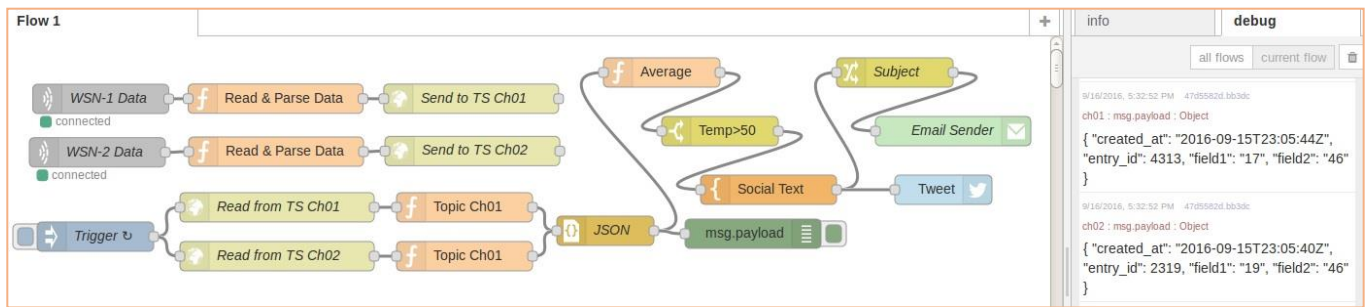 Flow 1
+
info
debug
all flows
current flow
WSN-1 Data
Read & Parse Data
Send to TS Ch01
connected
WSN-2 Data
Read & Parse Data
Send to TS Ch02
connected
Trigger ↻
Read from TS Ch01
Topic Ch01
Read from TS Ch02
Topic Ch01
JSON
msg.payload
Average
Temp>50
Social Text
Subject
Email Sender
Tweet
9/16/2016, 5:32:52 PM 47d5582d.bb3dc
ch01 : msg.payload : Object
{ "created_at": "2016-09-15T23:05:44Z",
"entry_id": 4313, "field1": "17", "field2": "46"
}
9/16/2016, 5:32:52 PM 47d5582d.bb3dc
ch02 : msg.payload : Object
{ "created_at": "2016-09-15T23:05:40Z",
"entry_id": 2319, "field1": "19", "field2": "46"
}